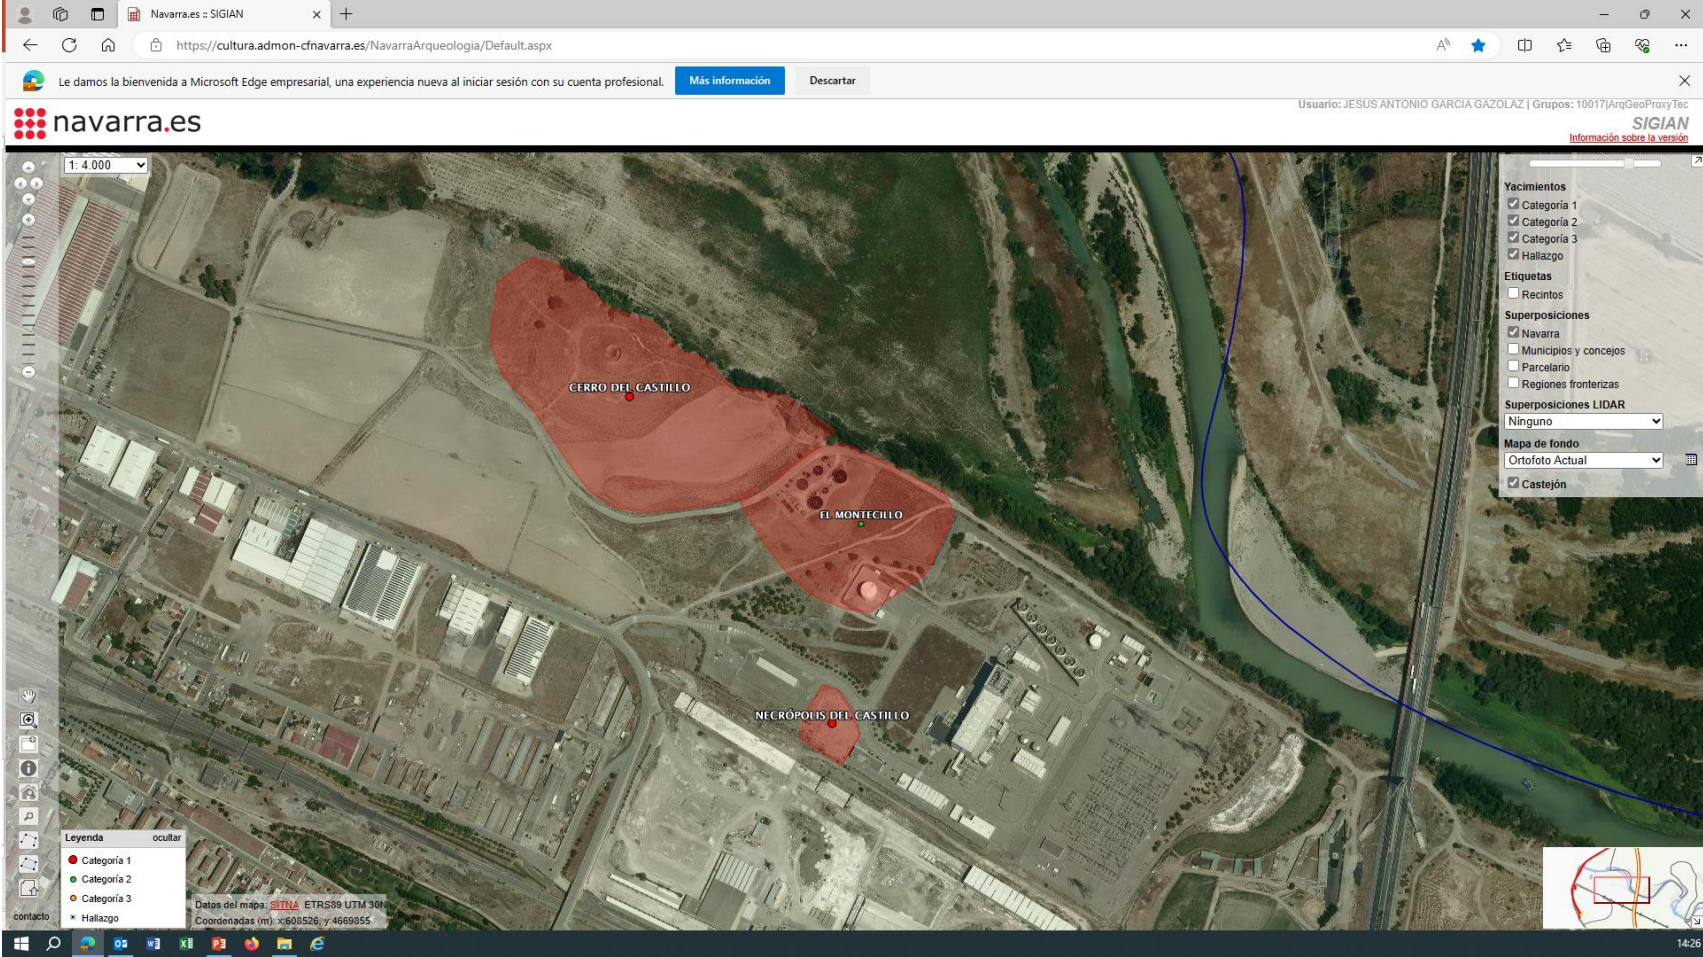 Navarra.es :: SIGIAN
https://cultura.admon-cfnavarra.es/NavarraArqueologia/Default.aspx
Le damos la bienvenida a Microsoft Edge empresarial, una experiencia nueva al iniciar sesión con su cuenta profesional.
Más información
Descartar
Usuario: JESUS ANTONIO GARCIA GAZOLAZ | Grupos: 10017|ArqGeoProxyTec
navarra.es
SIGIAN
Información sobre la versión
1: 4.000
Yacimientos
Categoría 1
Categoría 2
Categoría 3
Hallazgo
Etiquetas
Recintos
Superposiciones
Navarra
Municipios y concejos
Parcelario
Regiones fronterizas
Superposiciones LIDAR
Ninguno
Mapa de fondo
Ortofoto Actual
Castejón
CERRO DEL CASTILLO
EL MONTECILLO
NECRÓPOLIS DEL CASTILLO
Leyenda ocultar
Categoría 1
Categoría 2
Categoría 3
Hallazgo
contacto
Datos del mapa: SITNA ETRS89 UTM 30N
Coordenadas (m): x:608526, y:4669855
14:26